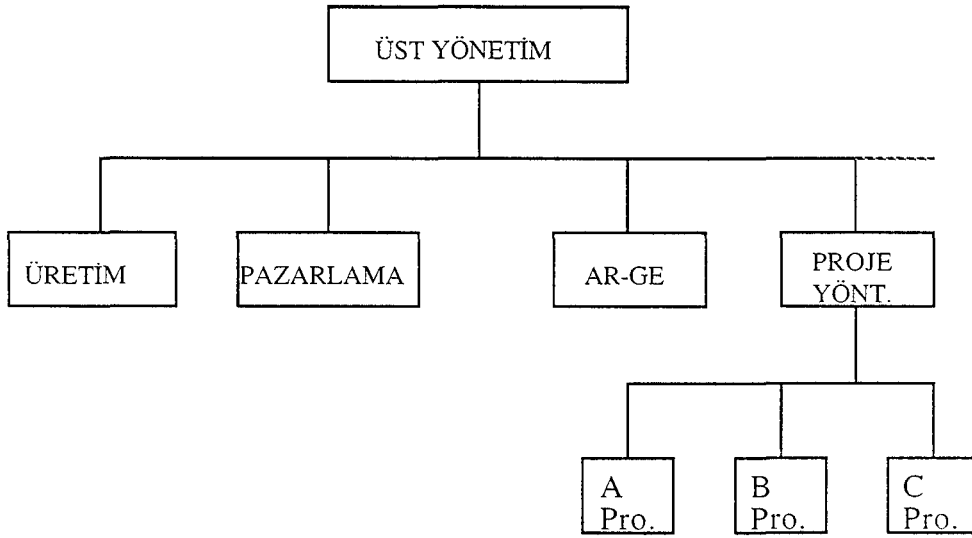 ÜST YÖNETİM
ÜRETİM
PAZARLAMA
AR-GE
PROJE
YÖNT.
A
Pro.
B
Pro.
C
Pro.